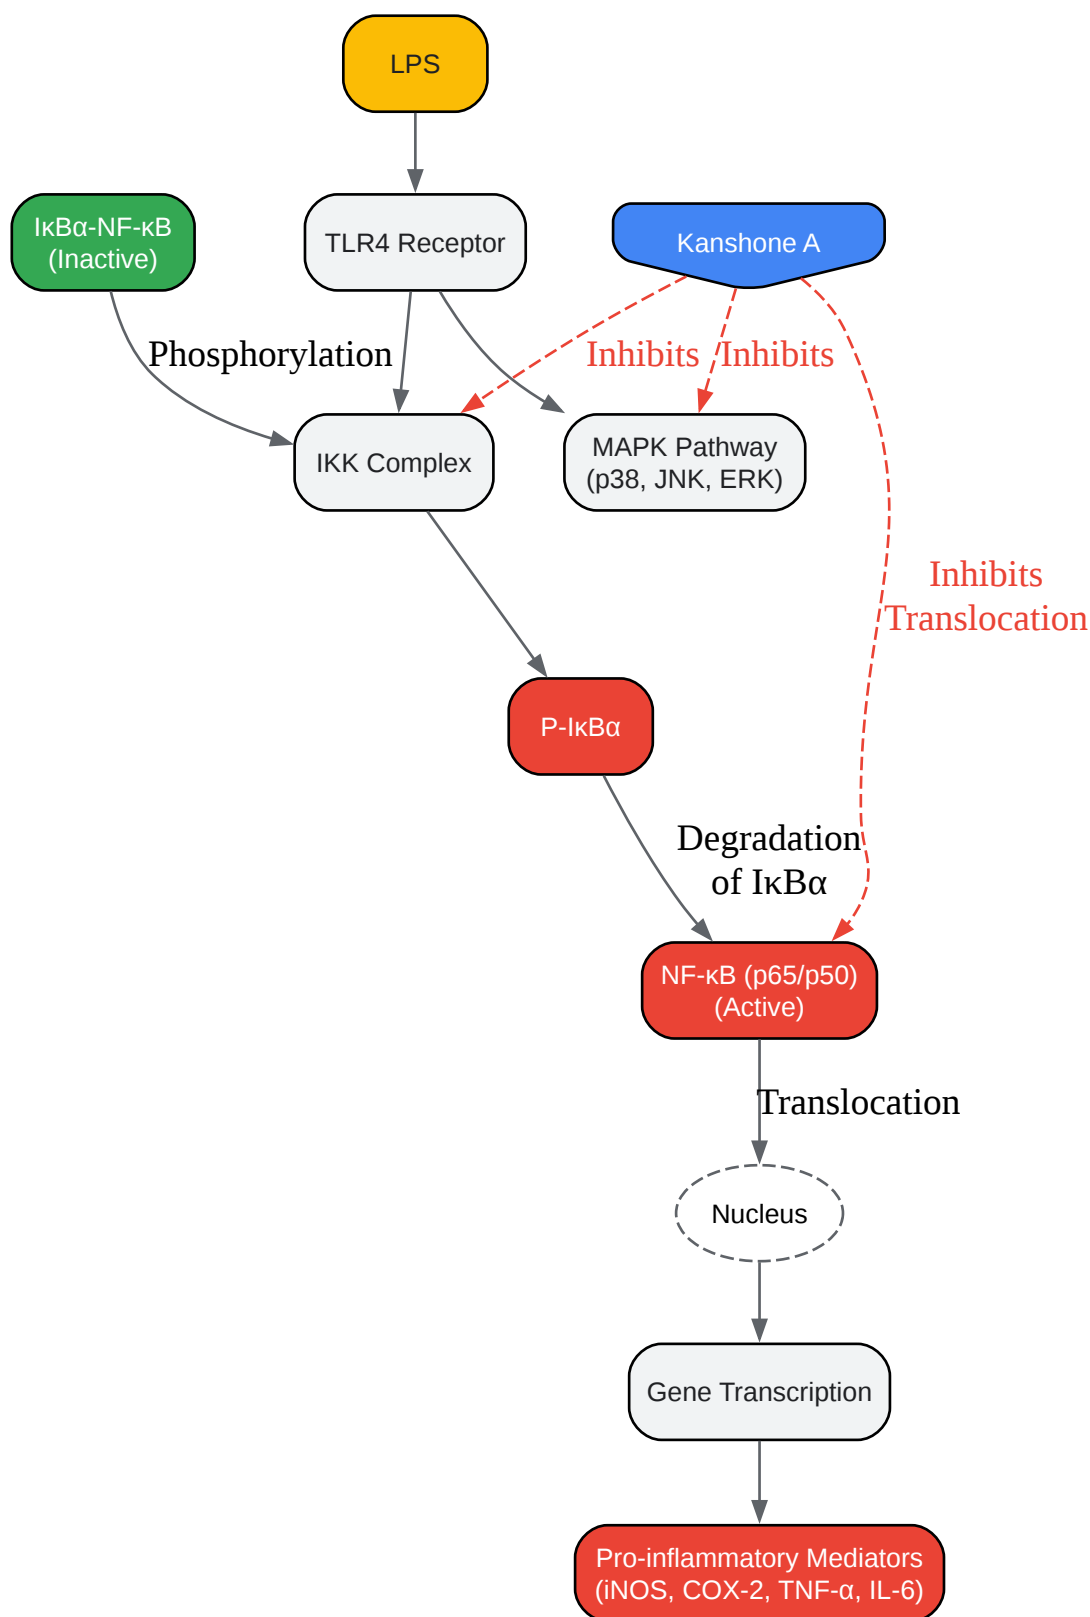 LPS
IκBα-NF-κB
(Inactive)
TLR4 Receptor
Kanshone A
Phosphorylation
Inhibits
Inhibits
IKK Complex
MAPK Pathway
(p38, JNK, ERK)
Inhibits
Translocation
P-IκBα
Degradation
of IκBα
NF-κB (p65/p50)
(Active)
Translocation
Nucleus
Gene Transcription
Pro-inflammatory Mediators
(iNOS, COX-2, TNF-α, IL-6)